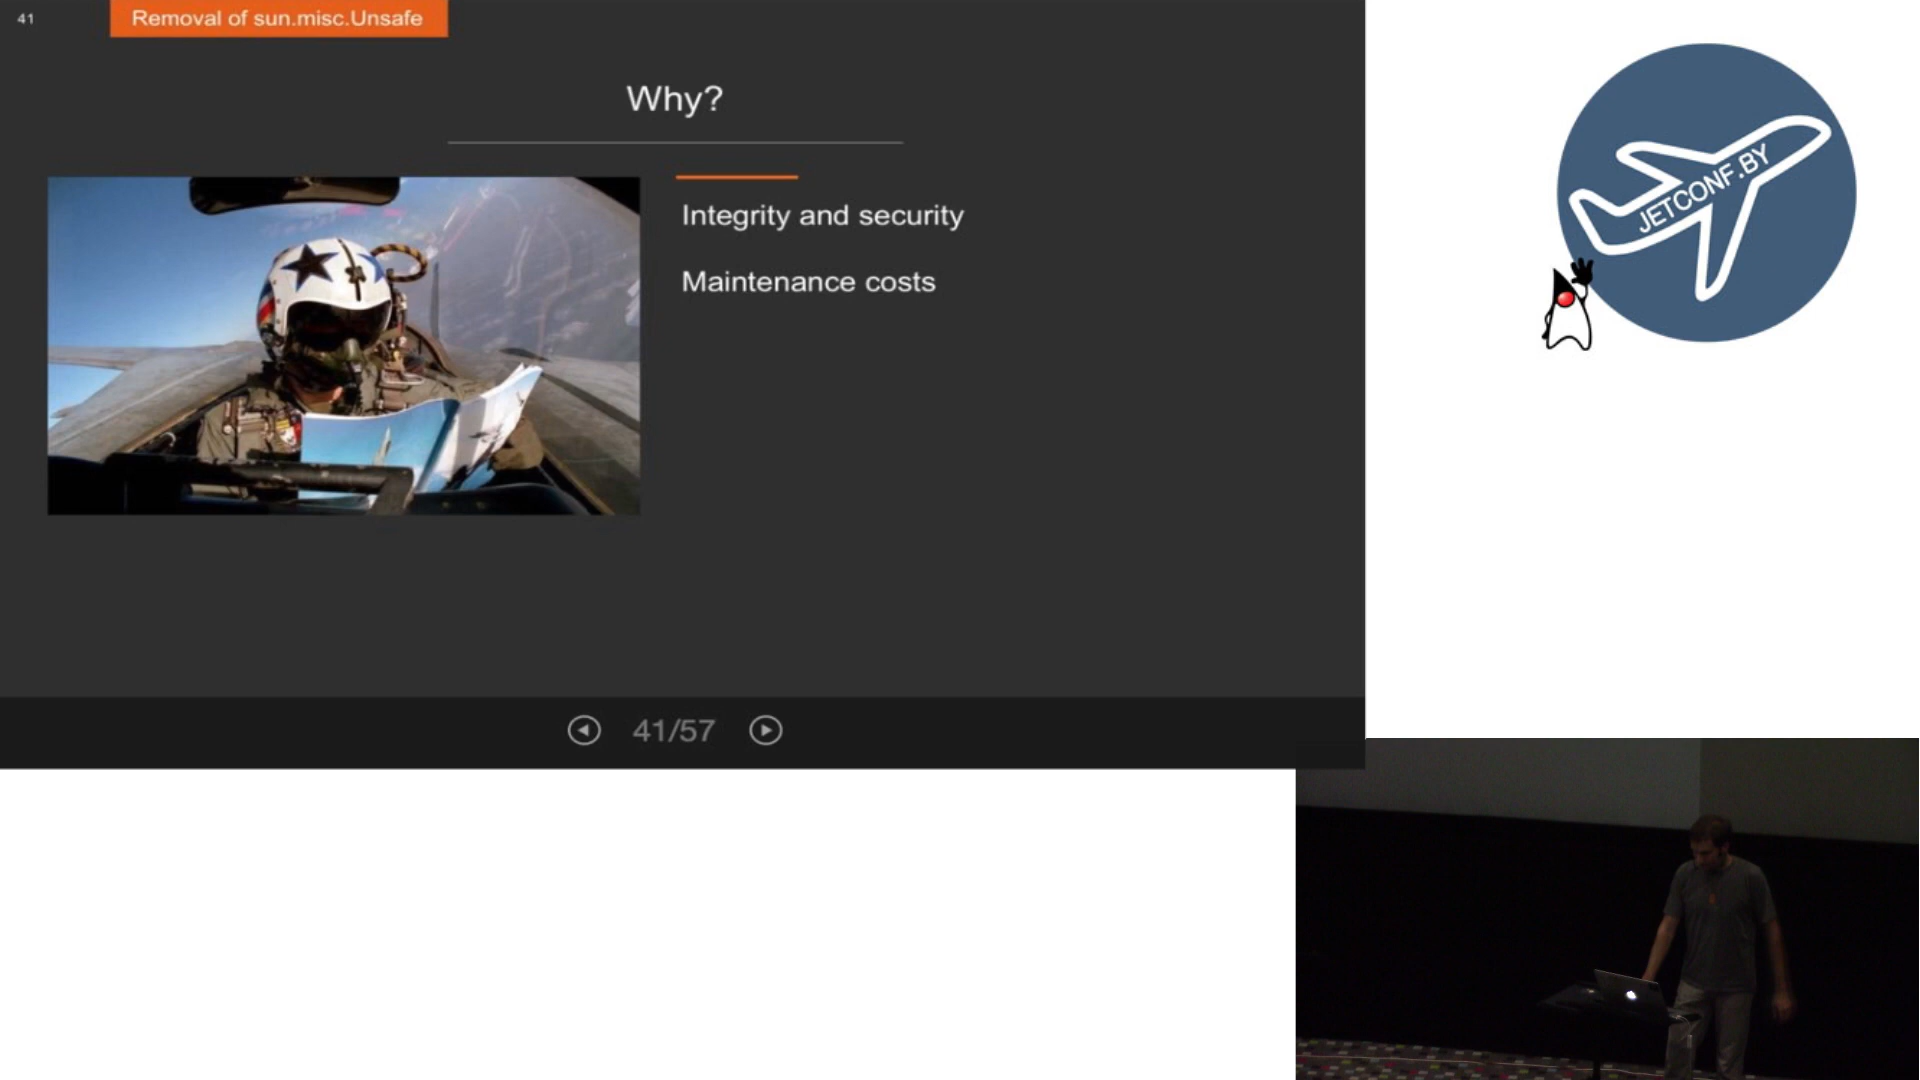 41
Removal of sun.misc.Unsafe
Why?
Integrity and security
Maintenance costs
41/57
JETCONF.BY